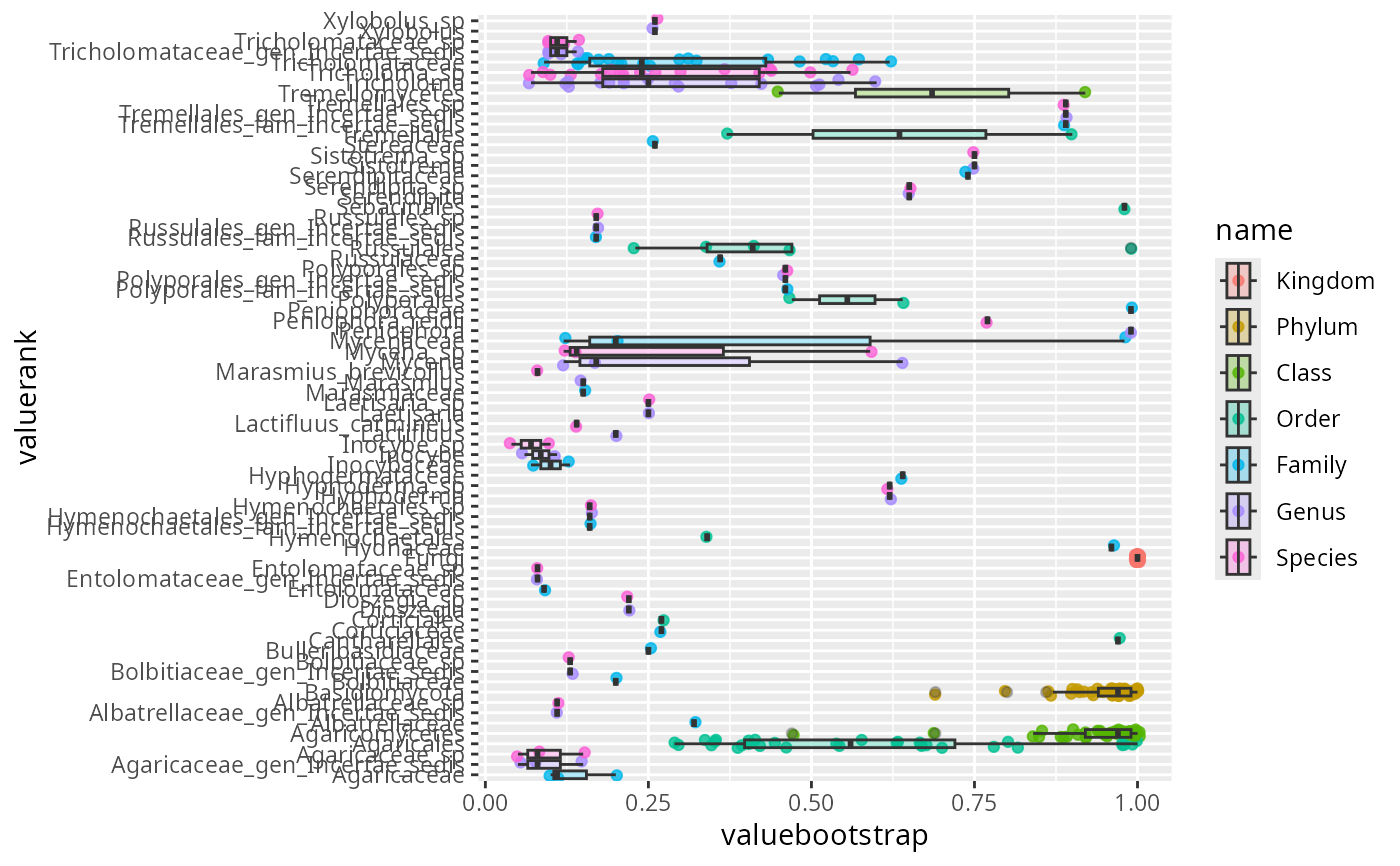 Xylobolus_sp
Xylobolus
Tricholomataceae_sp
Tricholomataceae_gen_Incertae_sedis
Tricholomataceae
Tricholoma_sp
Tricholoma
Tremellomycetes
Tremellales_sp
Tremellales_gen_Incertae_sedis
Tremellales_fam_Incertae_sedis
Tremellales
Stereaceae
Sistotrema_sp
Sistotrema
Serendipitaceae
Serendipita_sp
Serendipita
Sebacinales
Russulales_sp
Russulales_gen_Incertae_sedis
Russulales_fam_Incertae_sedis
Russulales
Russulaceae
Polyporales_sp
Polyporales_gen_Incertae_sedis
Polyporales_fam_Incertae_sedis
Polyporales
Peniophoraceae
Peniophora_reidii
Peniophora
Mycenaceae
Mycena_sp
Mycena
Marasmius_brevicollus
Marasmius
Marasmiaceae
Laetisaria_sp
Laetisaria
Lactifluus_carmineus
Lactifluus
Inocybe_sp
Inocybe
Inocybaceae
Hyphodermataceae
Hyphoderma_sp
Hyphoderma
Hymenochaetales_sp
Hymenochaetales_gen_Incertae_sedis
Hymenochaetales_fam_Incertae_sedis
Hymenochaetales
Hydnaceae
Fungi
Entolomataceae_sp
Entolomataceae_gen_Incertae_sedis
Entolomataceae
Dioszegia_sp
Dioszegia
Corticiales
Corticiaceae
Cantharellales
Bulleribasidiaceae
Bolbitiaceae_sp
Bolbitiaceae_gen_Incertae_sedis
Bolbitiaceae
Basidiomycota
Albatrellaceae_sp
Albatrellaceae_gen_Incertae_sedis
Albatrellaceae
Agaricomycetes
Agaricales
Agaricaceae_sp
Agaricaceae_gen_Incertae_sedis
Agaricaceae
valuerank
0.00 0.25 0.50 0.75 1.00
valuebootstrap
name
Kingdom
Phylum
Class
Order
Family
Genus
Species